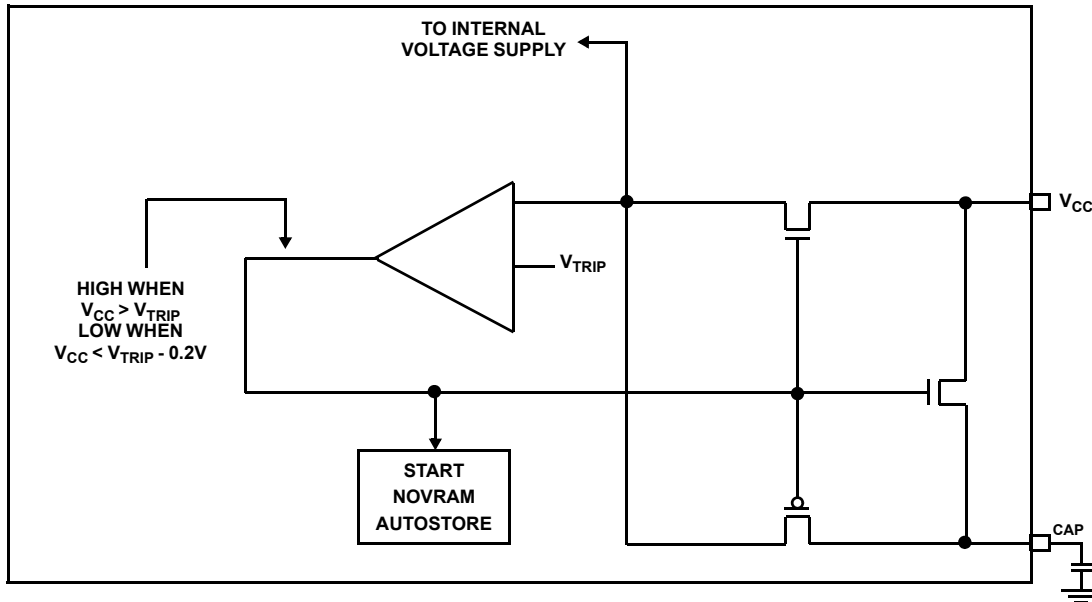 TO INTERNAL
VOLTAGE SUPPLY
VCC
VTRIP
HIGH WHEN
VCC > VTRIP
LOW WHEN
VCC < VTRIP - 0.2V
START
NOVRAM
AUTOSTORE
CAP